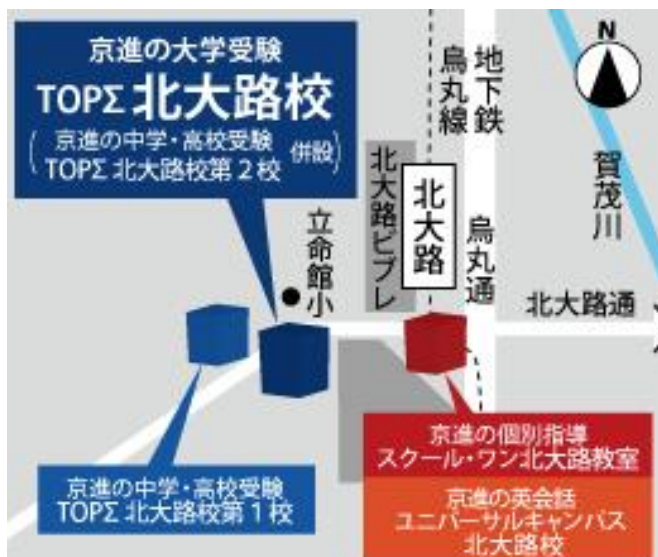 京進の大学受験
TOPΣ 北大路校
(京進の中学・高校受験
TOPΣ 北大路校第2校 併設)
地下鉄
烏丸線
N
賀茂川
北大路ビブレ
北大路
烏丸通
立命館小
北大路通
京進の個別指導
スクール・ワン北大路教室
京進の中学・高校受験
TOPΣ 北大路校第1校
京進の英会話
ユニバーサルキャンパス
北大路校